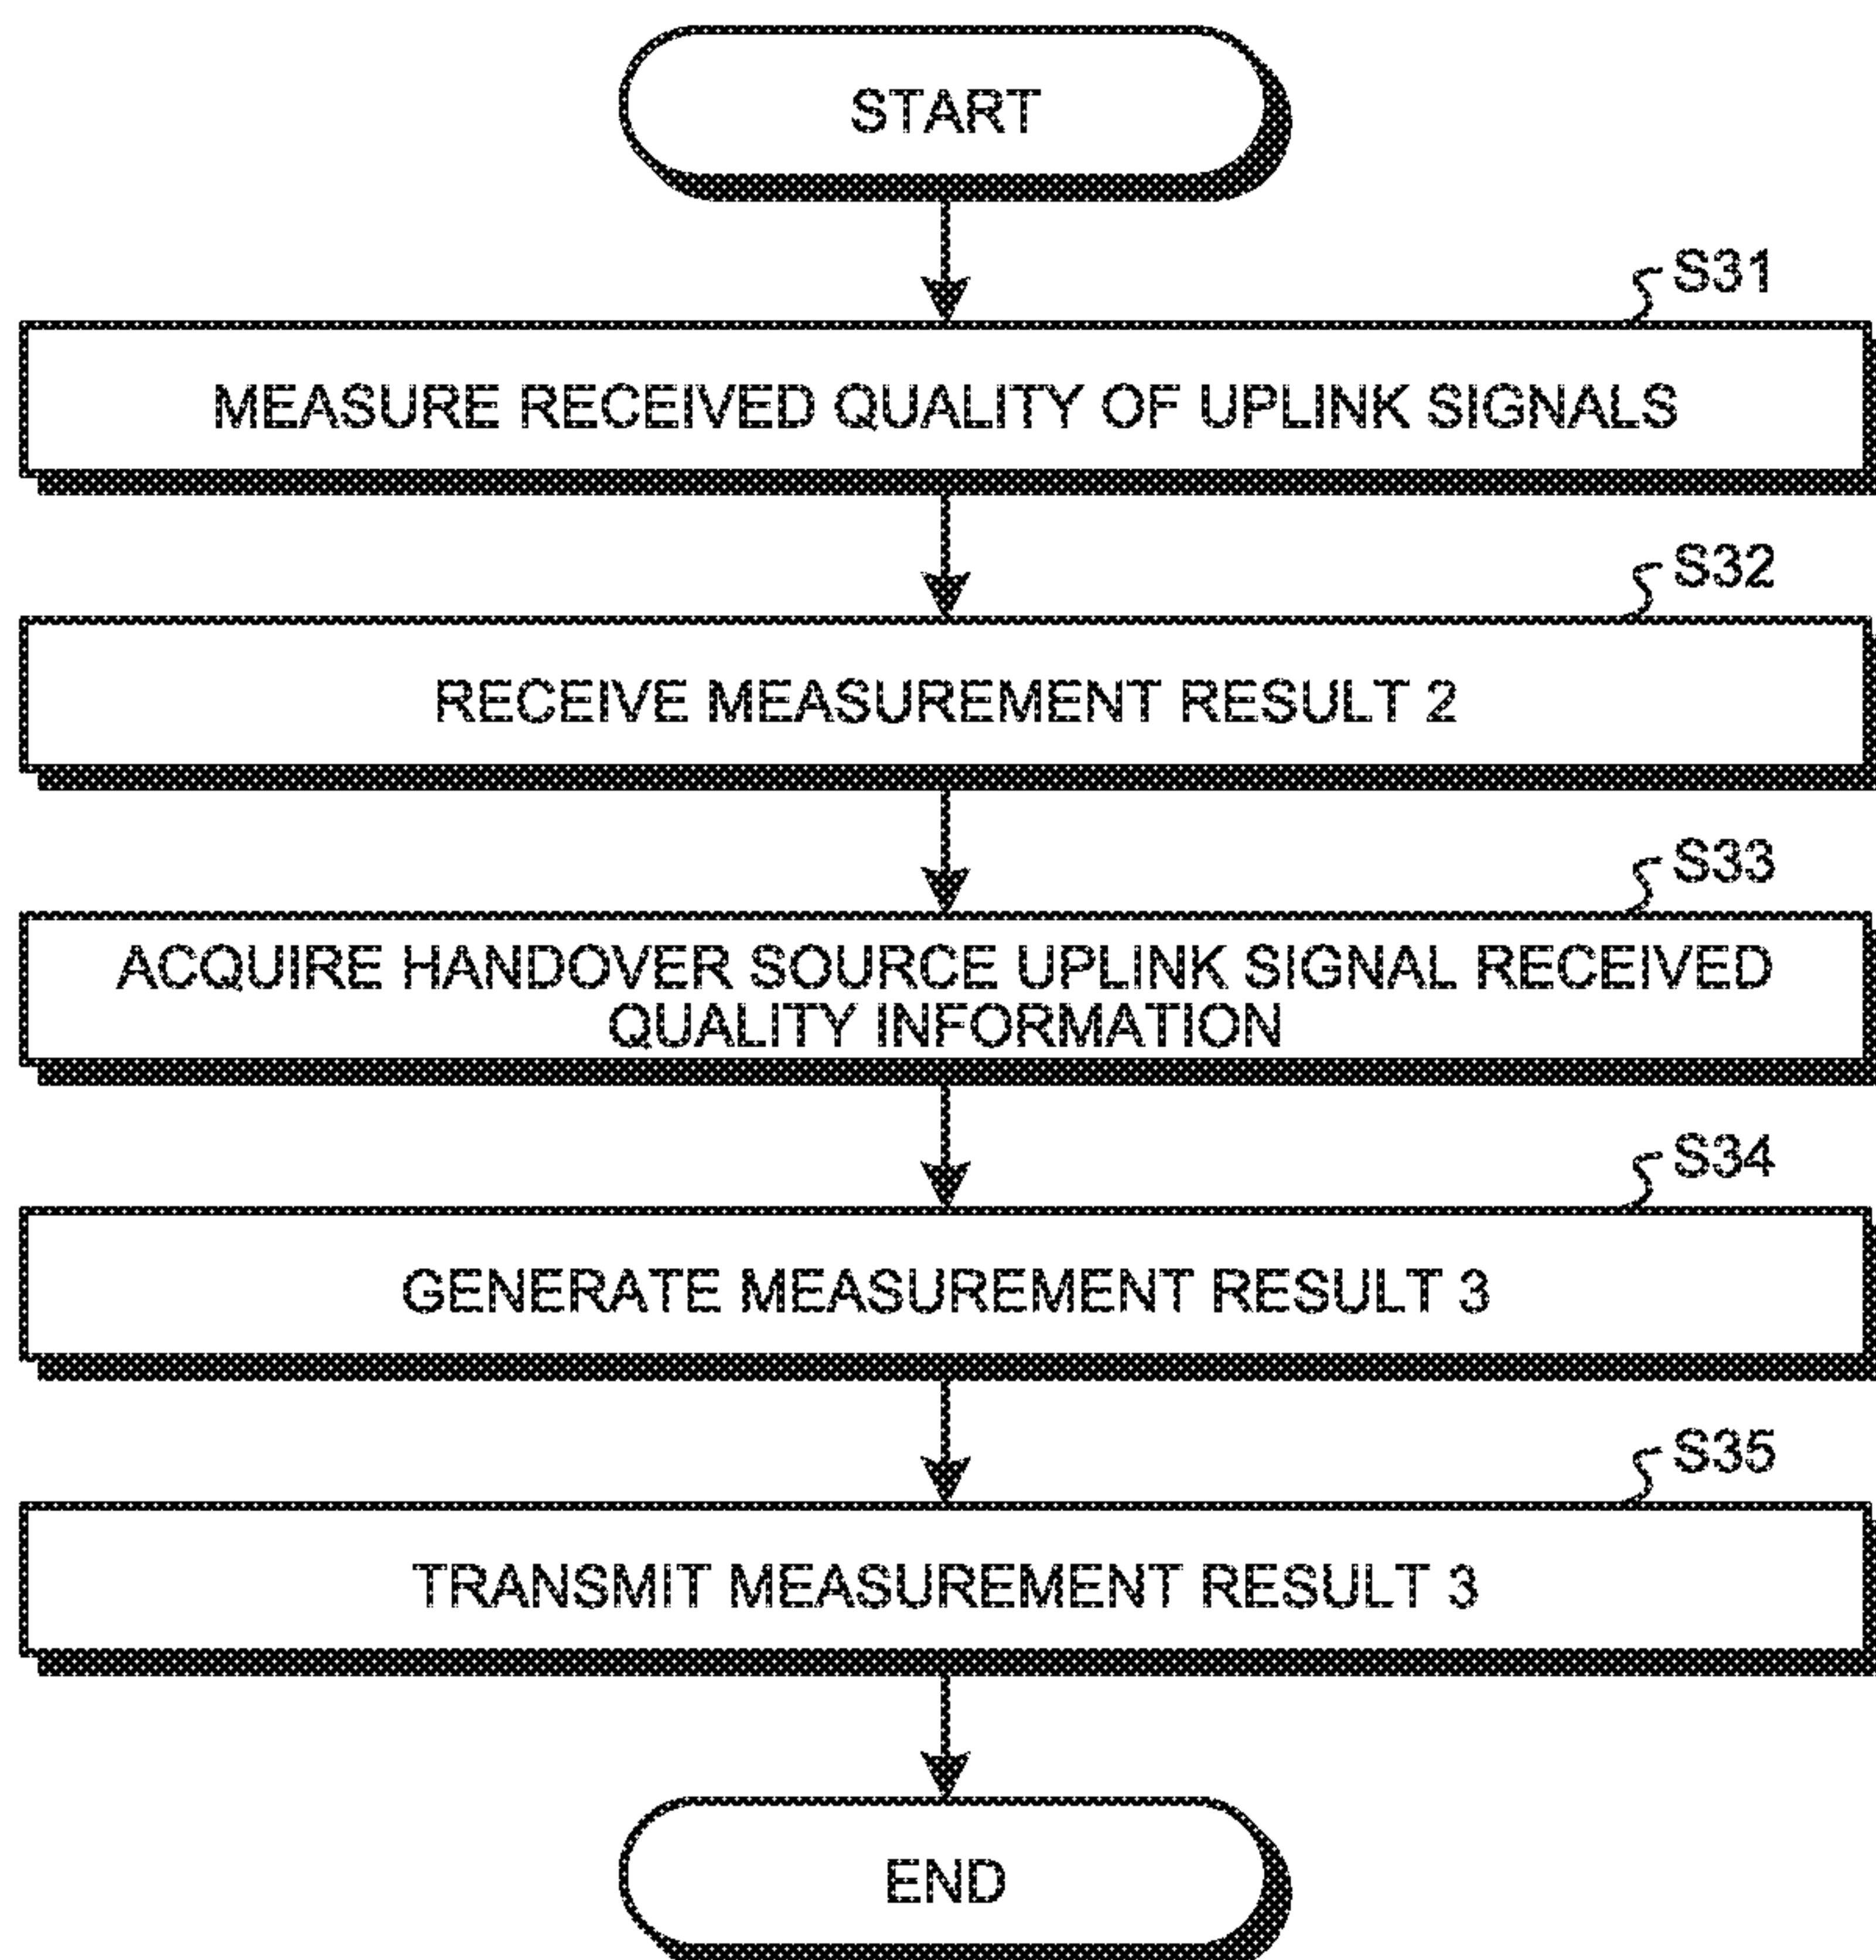 START
S31
MEASURE RECEIVED QUALITY OF UPLINK SIGNALS
S32
RECEIVE MEASUREMENT RESULT 2
S33
ACQUIRE HANDOVER SOURCE UPLINK SIGNAL RECEIVED
QUALITY INFORMATION
S34
GENERATE MEASUREMENT RESULT 3
S35
TRANSMIT MEASUREMENT RESULT 3
END